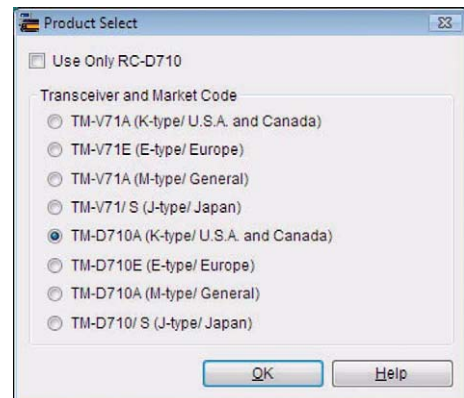 Product Select
Use Only RC-D710
Transceiver and Market Code
TM-V71A (K-type/ U.S.A. and Canada)
TM-V71E (E-type/ Europe)
TM-V71A (M-type/ General)
TM-V71/ S (J-type/ Japan)
TM-D710A (K-type/ U.S.A. and Canada)
TM-D710E (E-type/ Europe)
TM-D710A (M-type/ General)
TM-D710/ S (J-type/ Japan)
OK
Help